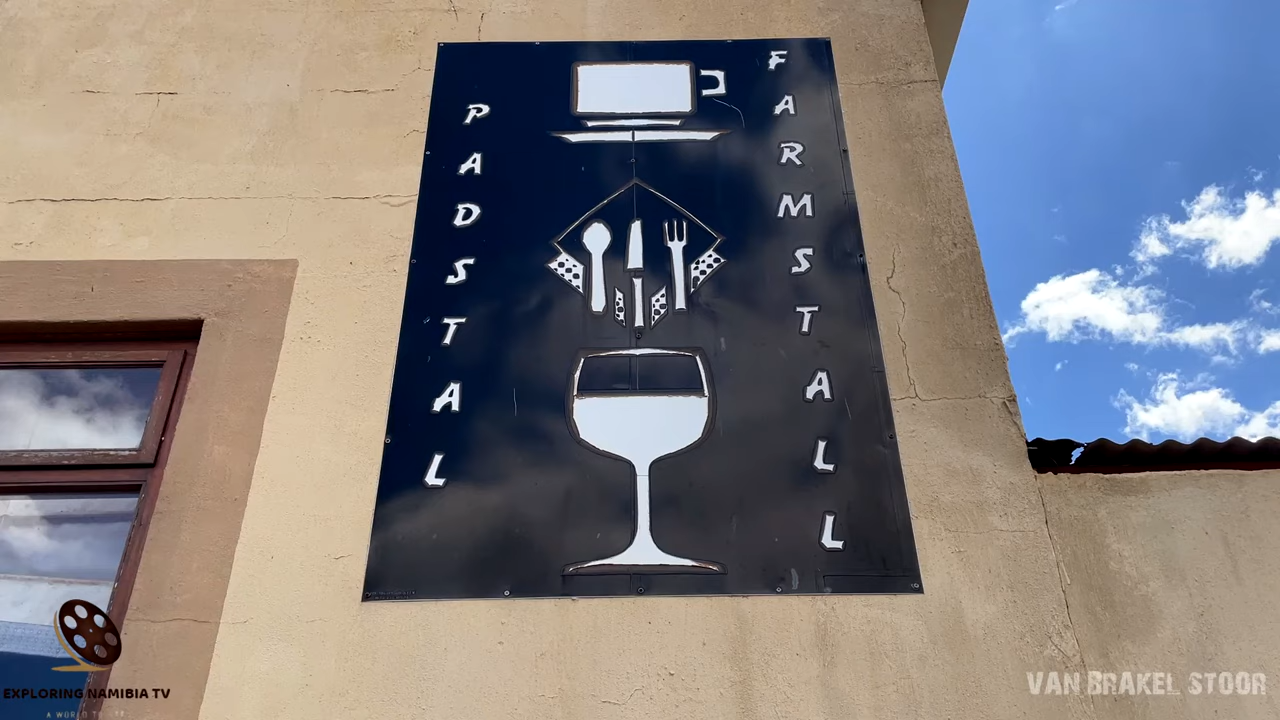 PADSTAL
FARMSTALL
EXPLORING NAMIBIA TV
VAN BRAKEL STOOR